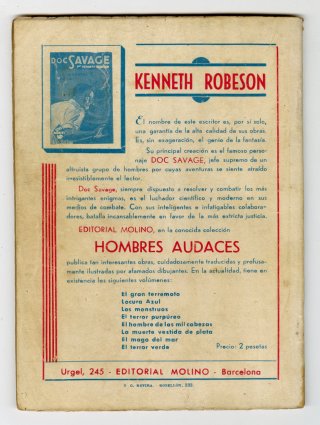 DOC SAVAGE
KENNETH ROBESON
El nombre de este escritor es, por sí solo,
una garantía de la alta calidad de sus obras.
Es, sin exageración, el genio de la fantasía.
Su principal creación es el famoso perso-
naje DOC SAVAGE, jefe supremo de un
altruista grupo de hombres por cuyas aventuras se siente atraído
irresistiblemente el lector.
Doc Savage, siempre dispuesto a resolver y combatir los más
intrigantes enigmas, es el luchador científico y moderno en sus
medios de combate. Con sus inteligentes e infatigables colabora-
dores, batalla incansablemente en favor de la más estricta justicia.
EDITORIAL MOLINO, en la conocida colección
HOMBRES AUDACES
publica tan interesantes obras, cuidadosamente traducidas y profusa-
mente ilustradas por afamados dibujantes. En la actualidad, tiene en
existencia los siguientes volúmenes:
El gran terremoto
Locura Azul
Los monstruos
El terror purpúreo
El hombre de las mil cabezas
La muerte vestida de plata
El mago del mar
El terror verde
Precio: 2 pesetas
Urgel, 245 - EDITORIAL MOLINO - Barcelona